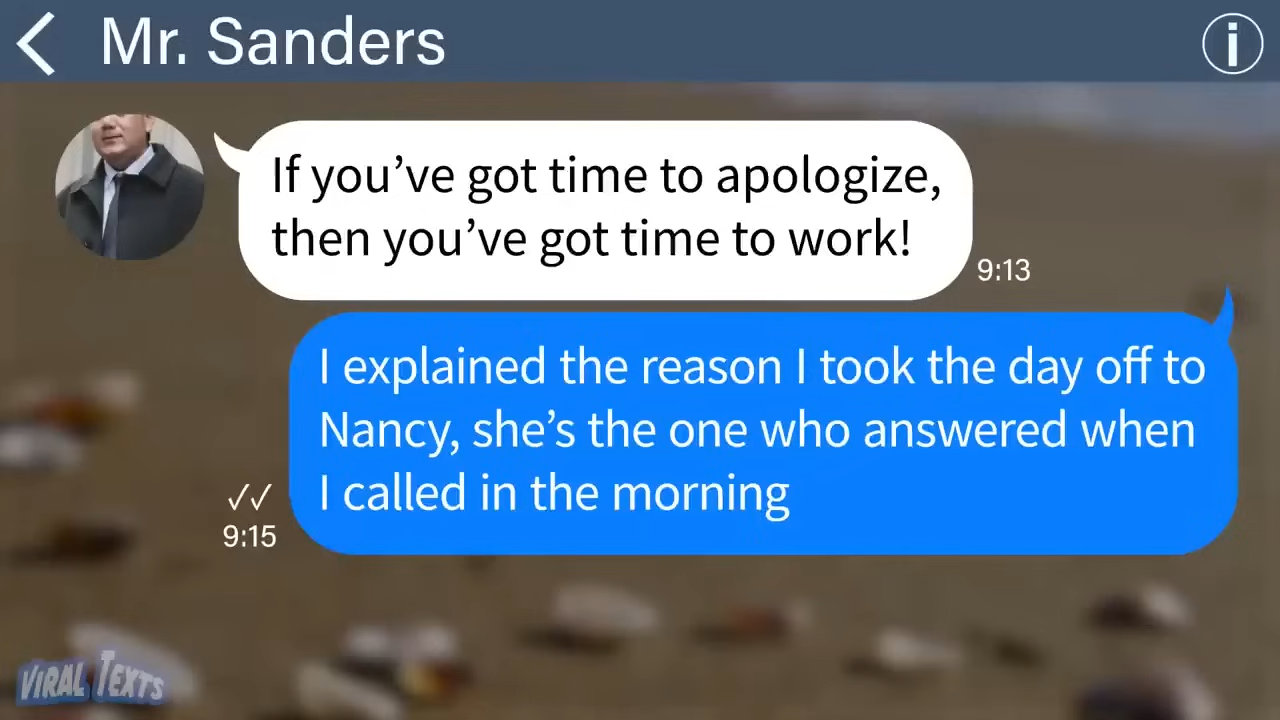 Mr. Sanders
If you’ve got time to apologize,
then you’ve got time to work!
9:13
I explained the reason I took the day off to
Nancy, she’s the one who answered when
I called in the morning
9:15
VIRAL TEXTS